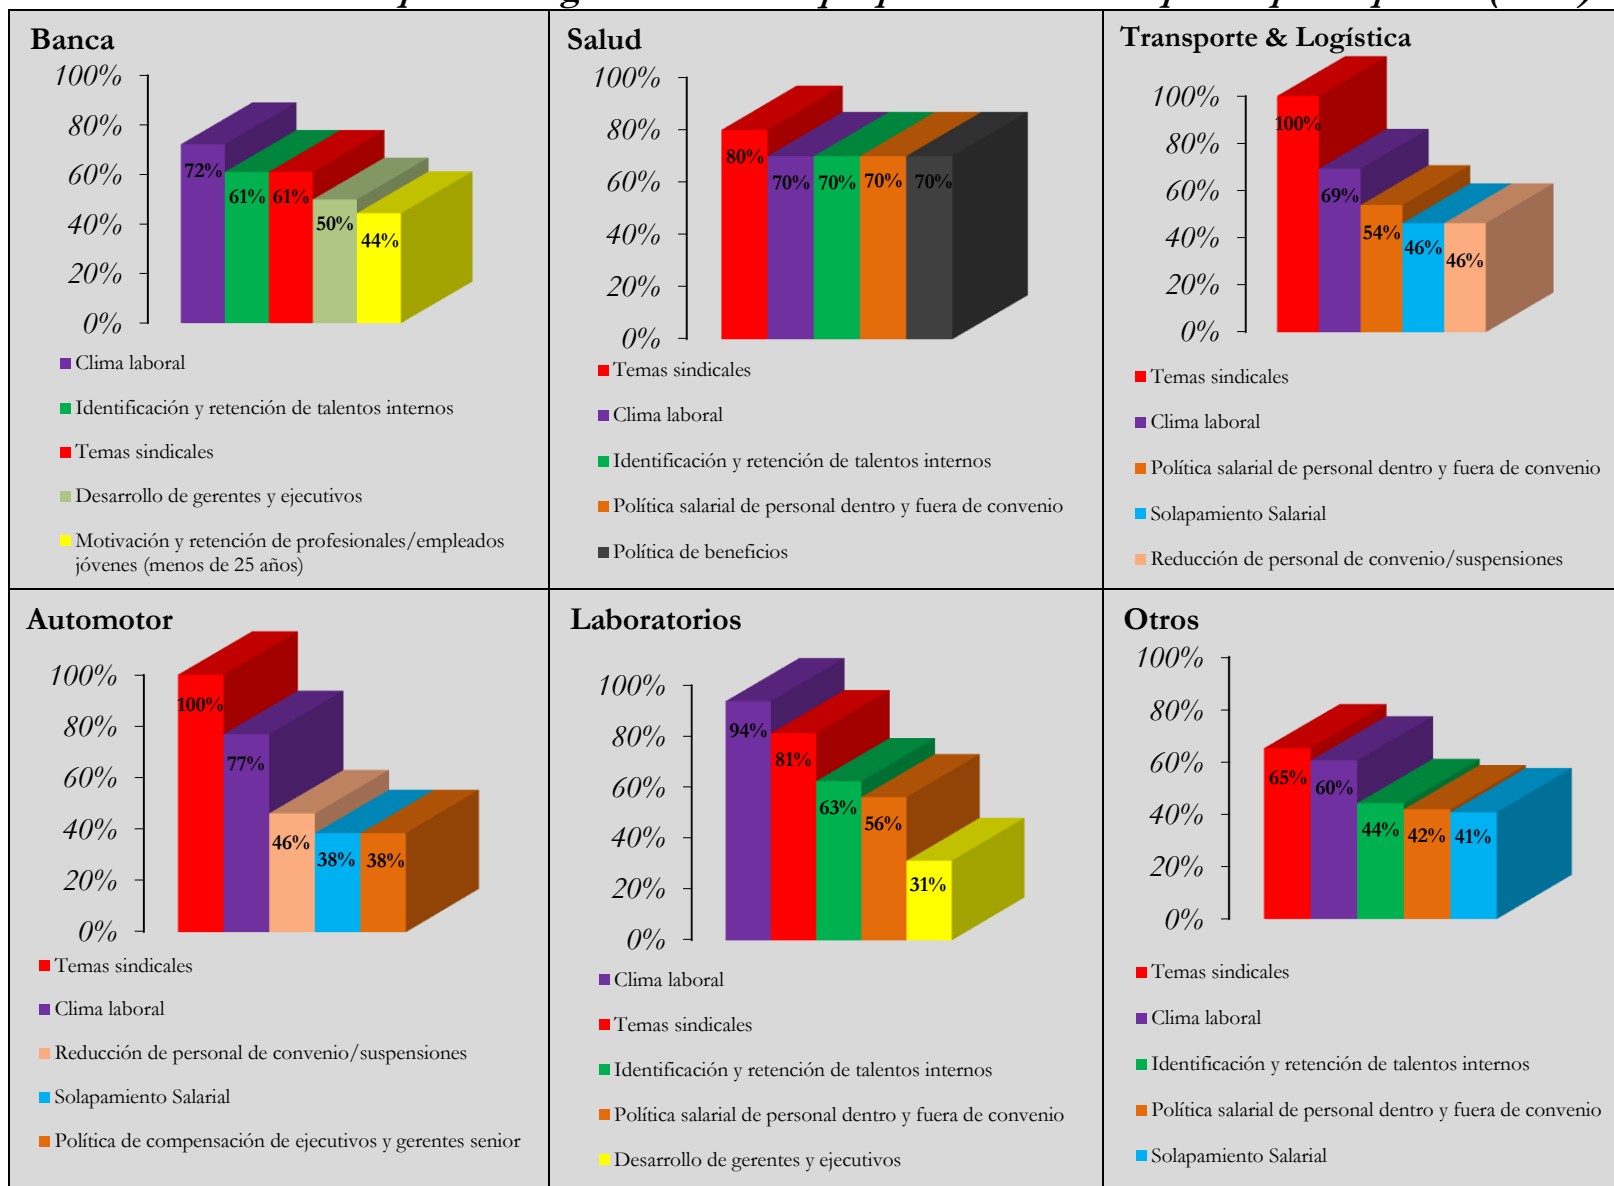 Banca
100%
80%
60%
40%
20%
0%
72%
61%
61%
50%
44%
Clima laboral
Identificación y retención de talentos internos
Temas sindicales
Desarrollo de gerentes y ejecutivos
Motivación y retención de profesionales/empleados
jóvenes (menos de 25 años)
Salud
100%
80%
60%
40%
20%
0%
80%
70%
70%
70%
70%
Temas sindicales
Clima laboral
Identificación y retención de talentos internos
Política salarial de personal dentro y fuera de convenio
Política de beneficios
Transporte & Logística
100%
80%
60%
40%
20%
0%
100%
69%
54%
46%
46%
Temas sindicales
Clima laboral
Política salarial de personal dentro y fuera de convenio
Solapamiento Salarial
Reducción de personal de convenio/suspensiones
Automotor
100%
80%
60%
40%
20%
0%
100%
77%
46%
38%
38%
Temas sindicales
Clima laboral
Reducción de personal de convenio/suspensiones
Solapamiento Salarial
Política de compensación de ejecutivos y gerentes senior
Laboratorios
100%
80%
60%
40%
20%
0%
94%
81%
63%
56%
31%
Clima laboral
Temas sindicales
Identificación y retención de talentos internos
Política salarial de personal dentro y fuera de convenio
Desarrollo de gerentes y ejecutivos
Otros
100%
80%
60%
40%
20%
0%
65%
60%
44%
42%
41%
Temas sindicales
Clima laboral
Identificación y retención de talentos internos
Política salarial de personal dentro y fuera de convenio
Solapamiento Salarial